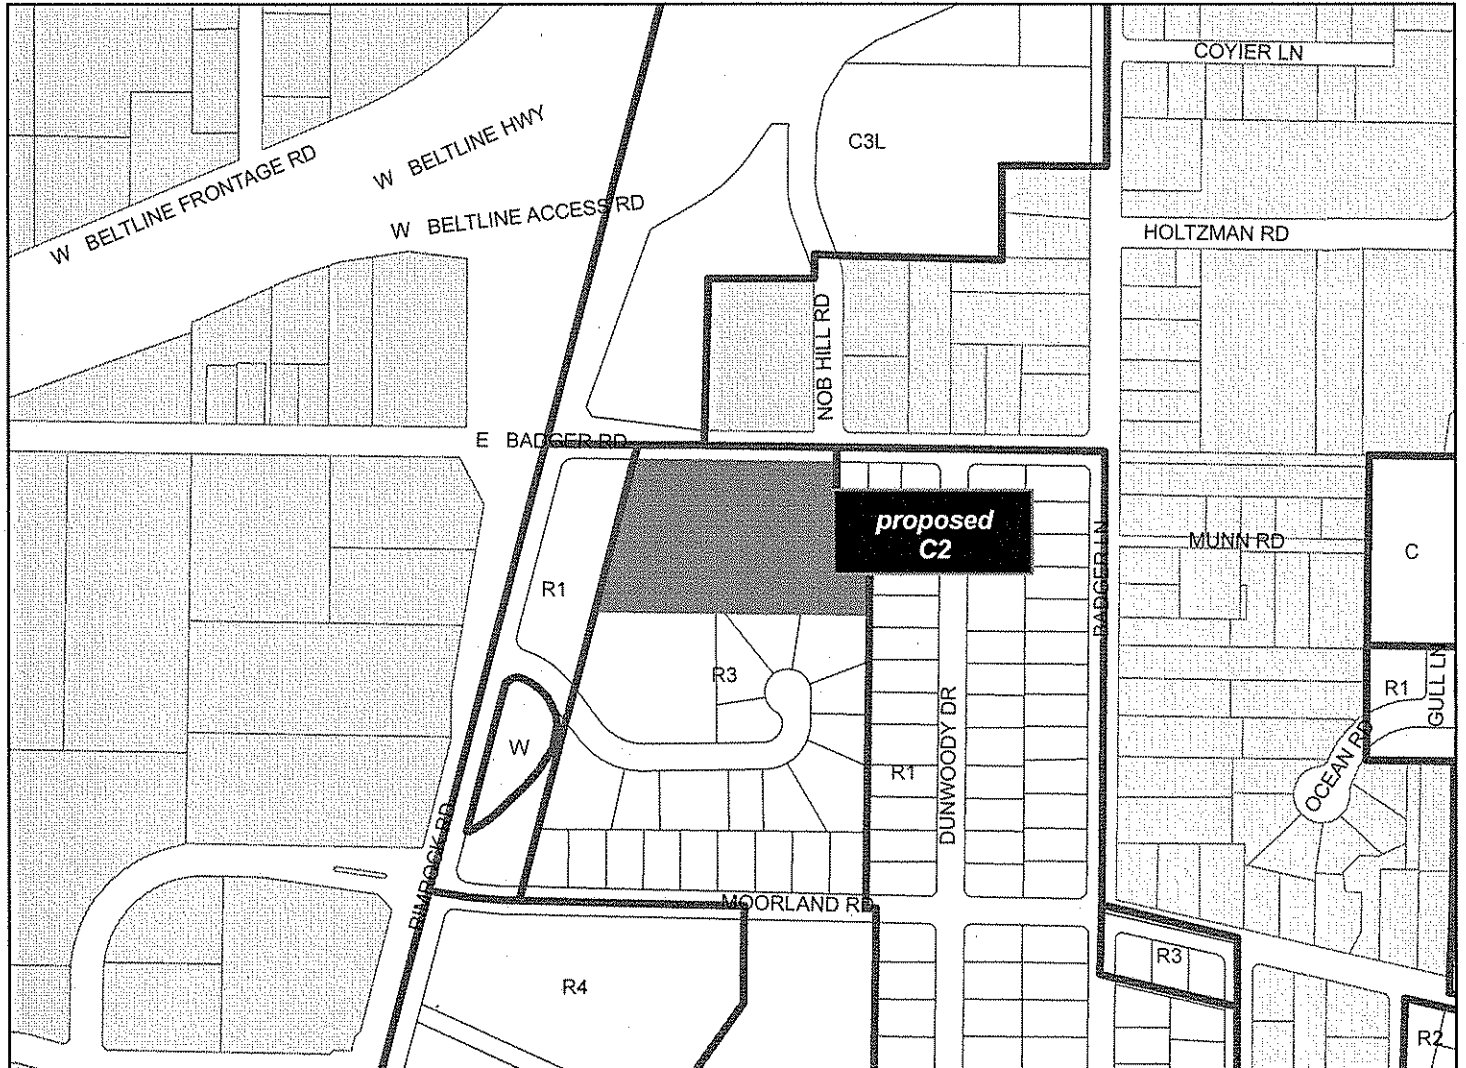 COYIER LN
W BELTLINE HWY
C3L
W BELTLINE FRONTAGE RD
W BELTLINE ACCESS RD
HOLTZMAN RD
NOB HILL RD
E BADGER RD
proposed
C2
MUNN RD
BADGER LN
C
R1
R3
GULL LN
R1
DUNWOODY DR
W
R1
OCEAN RD
RIMROCK RD
MOORLAND RD
R3
R4
R2